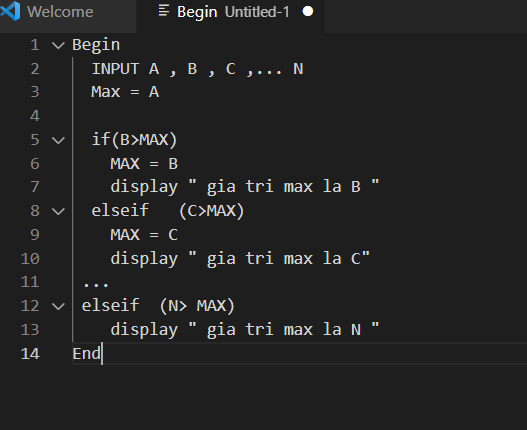 Welcome
Begin Untitled-1
1 Begin
2 INPUT A , B , C ,... N
3 Max = A
4
5 if(B>MAX)
6 MAX = B
7 display " gia tri max la B "
8 elseif (C>MAX)
9 MAX = C
10 display " gia tri max la C"
11 ...
12 elseif (N> MAX)
13 display " gia tri max la N "
14 End